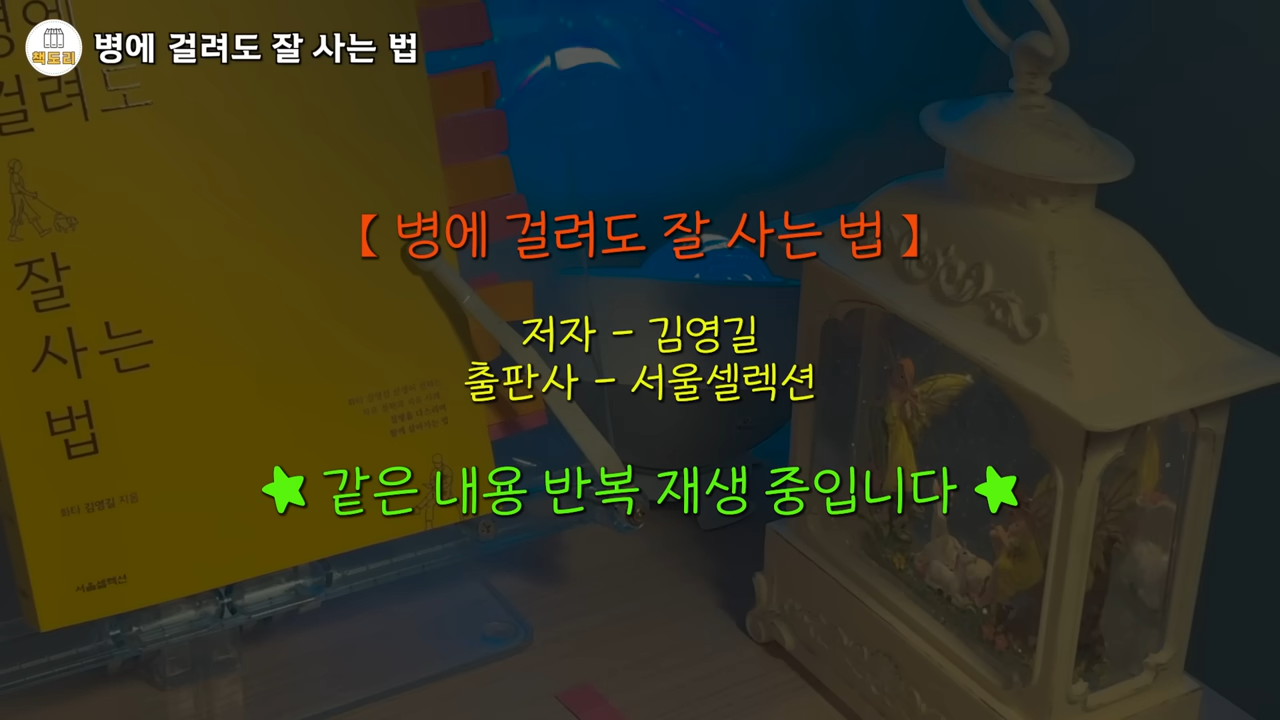 책도리
병에 걸려도 잘 사는 법
병에
걸려도
잘
사는
법
화타 김영길 지음
서울셀렉션
【 병에 걸려도 잘 사는 법 】
저자 - 김영길
출판사 - 서울셀렉션
★ 같은 내용 반복 재생 중입니다 ★